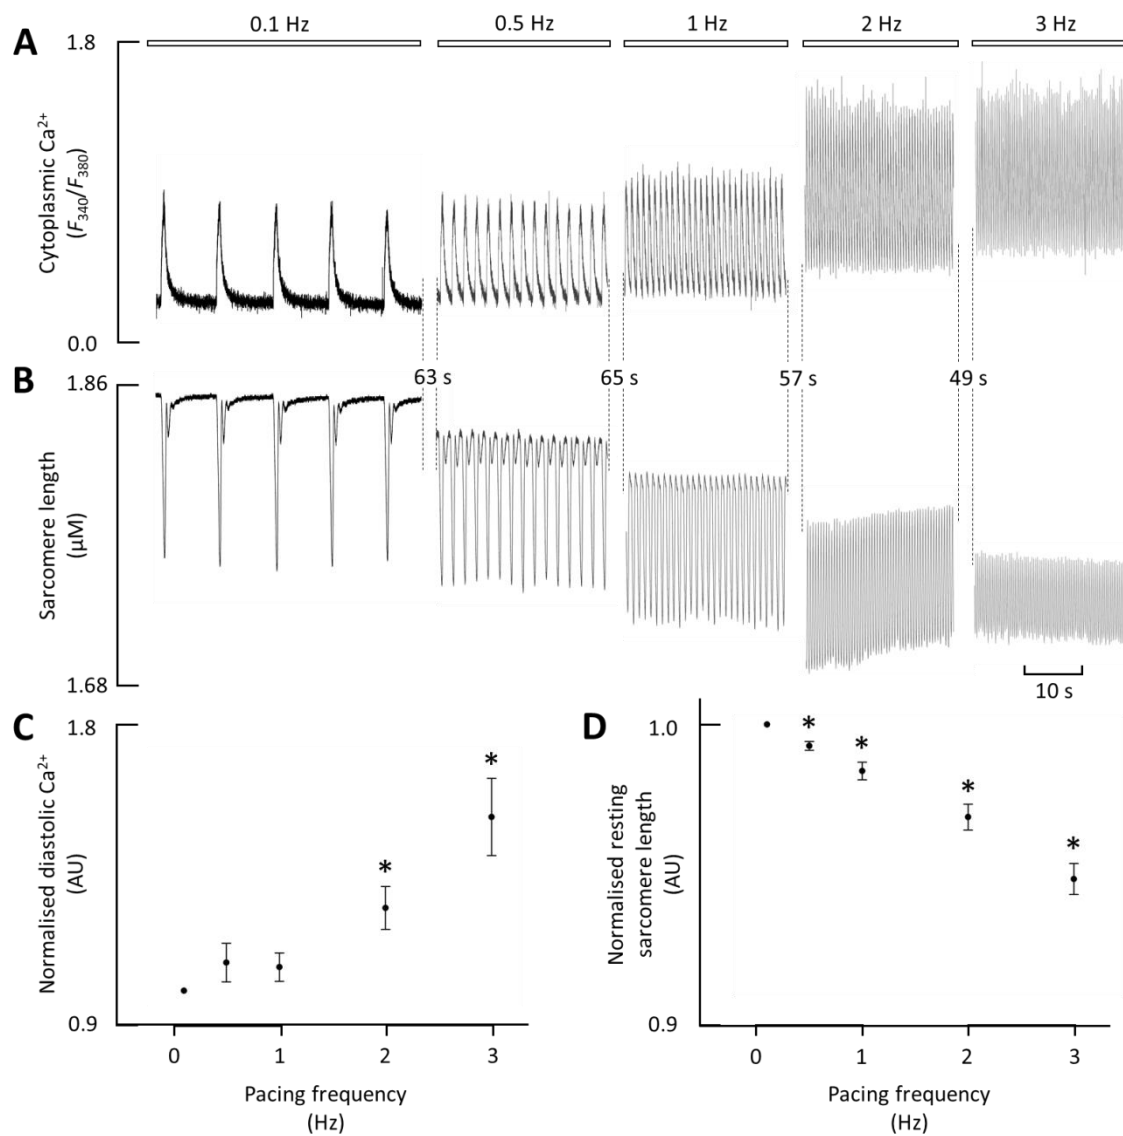 A
0.1 Hz 0.5 Hz 1 Hz 2 Hz 3 Hz
1.8
Cytoplasmic Ca²⁺
(F₃₄₀/F₃₈₀)
0.0
B
63 s 65 s 57 s 49 s
1.86
Sarcomere length
(µM)
1.68
10 s
C
1.8
Normalised diastolic Ca²⁺
(AU)
* *
0.9
0 1 2 3
Pacing frequency
(Hz)
D
1.0
Normalised resting
sarcomere length
(AU)
* * * *
0.9
0 1 2 3
Pacing frequency
(Hz)